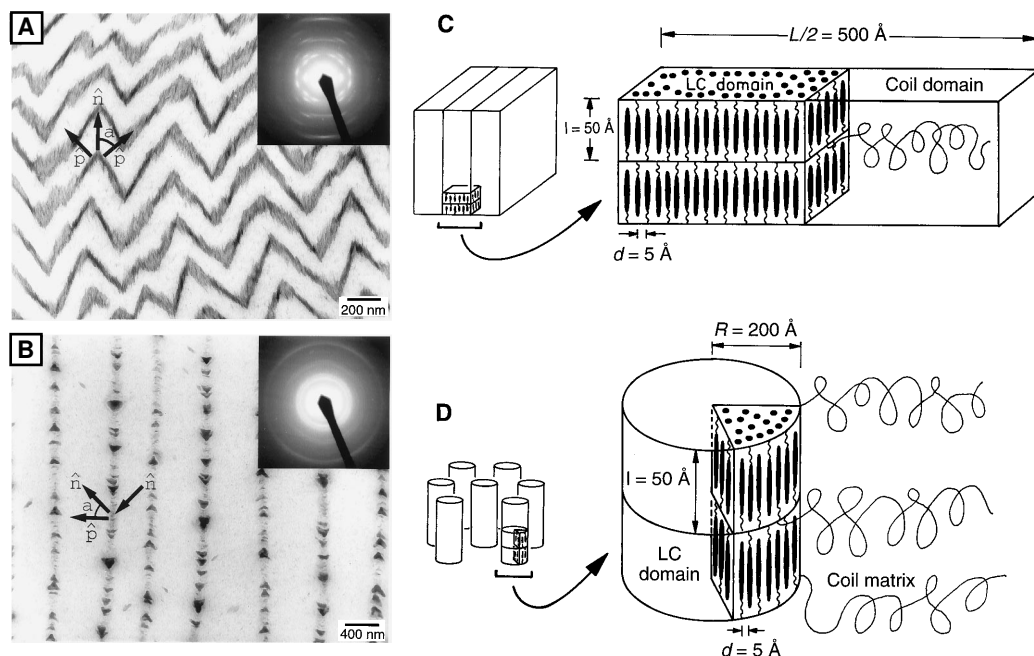 A
n̂
a
p̂ p̂
200 nm
B
n̂ n̂
a
p̂
400 nm
C
L/2 = 500 Å
LC domain Coil domain
l = 50 Å
d = 5 Å
D
R = 200 Å
l = 50 Å
LC
domain
Coil matrix
d = 5 Å